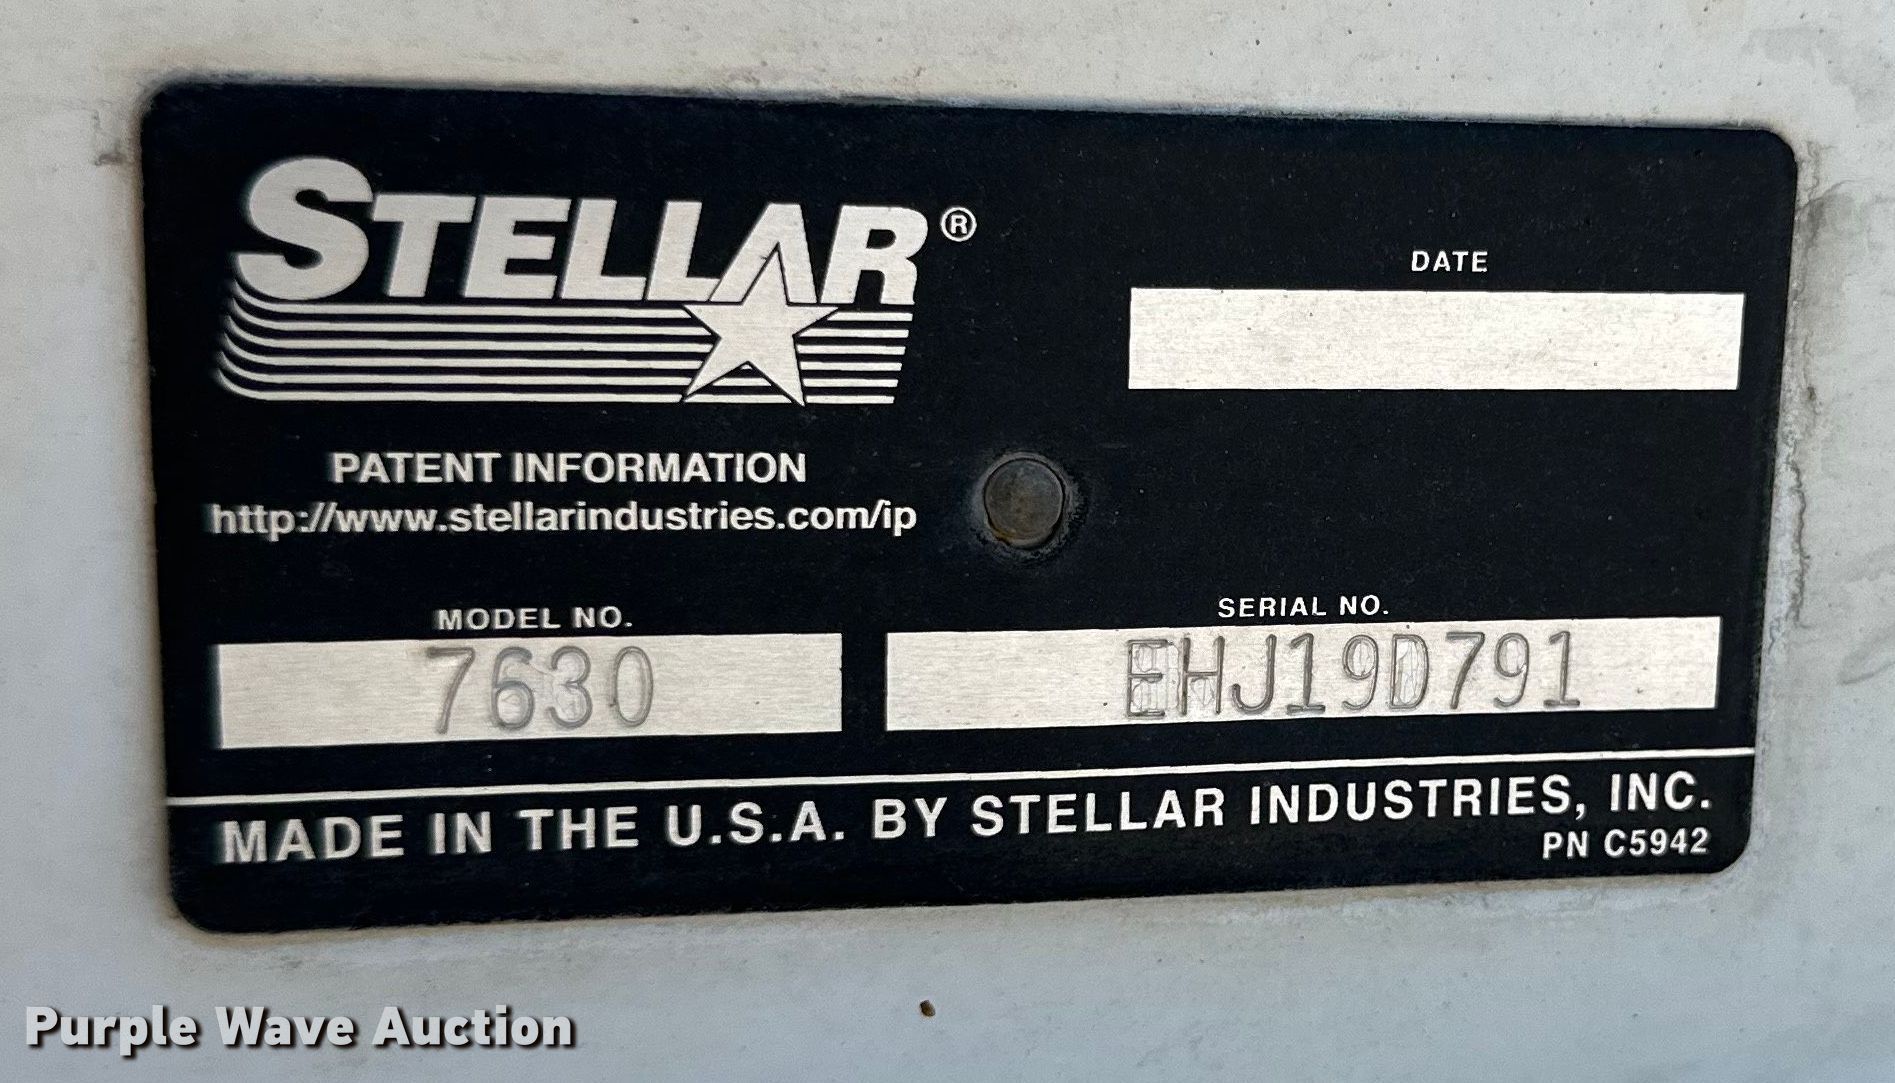 STELLAR®
DATE
PATENT INFORMATION
http://www.stellarindustries.com/ip
MODEL NO.
7630
SERIAL NO.
EHJ19D791
MADE IN THE U.S.A. BY STELLAR INDUSTRIES, INC.
PN C5942
Purple Wave Auction